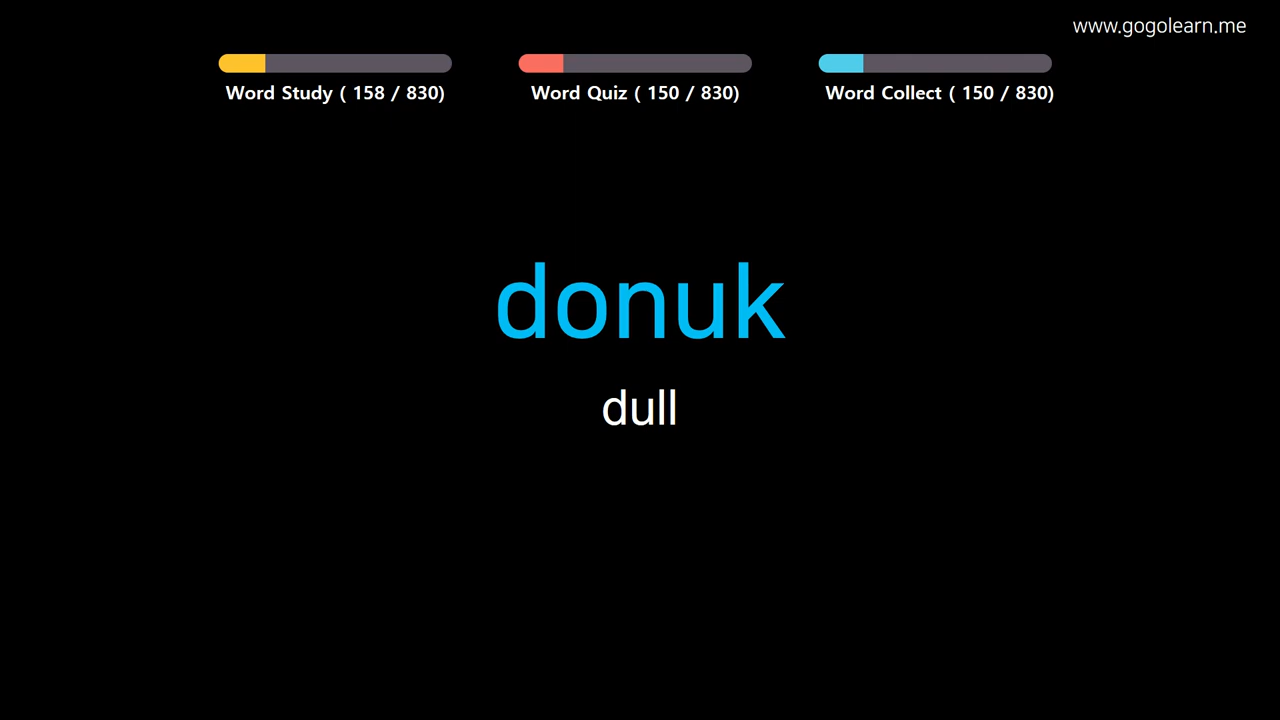 www.gogolearn.me
Word Study ( 158 / 830)
Word Quiz ( 150 / 830)
Word Collect ( 150 / 830)
donuk
dull